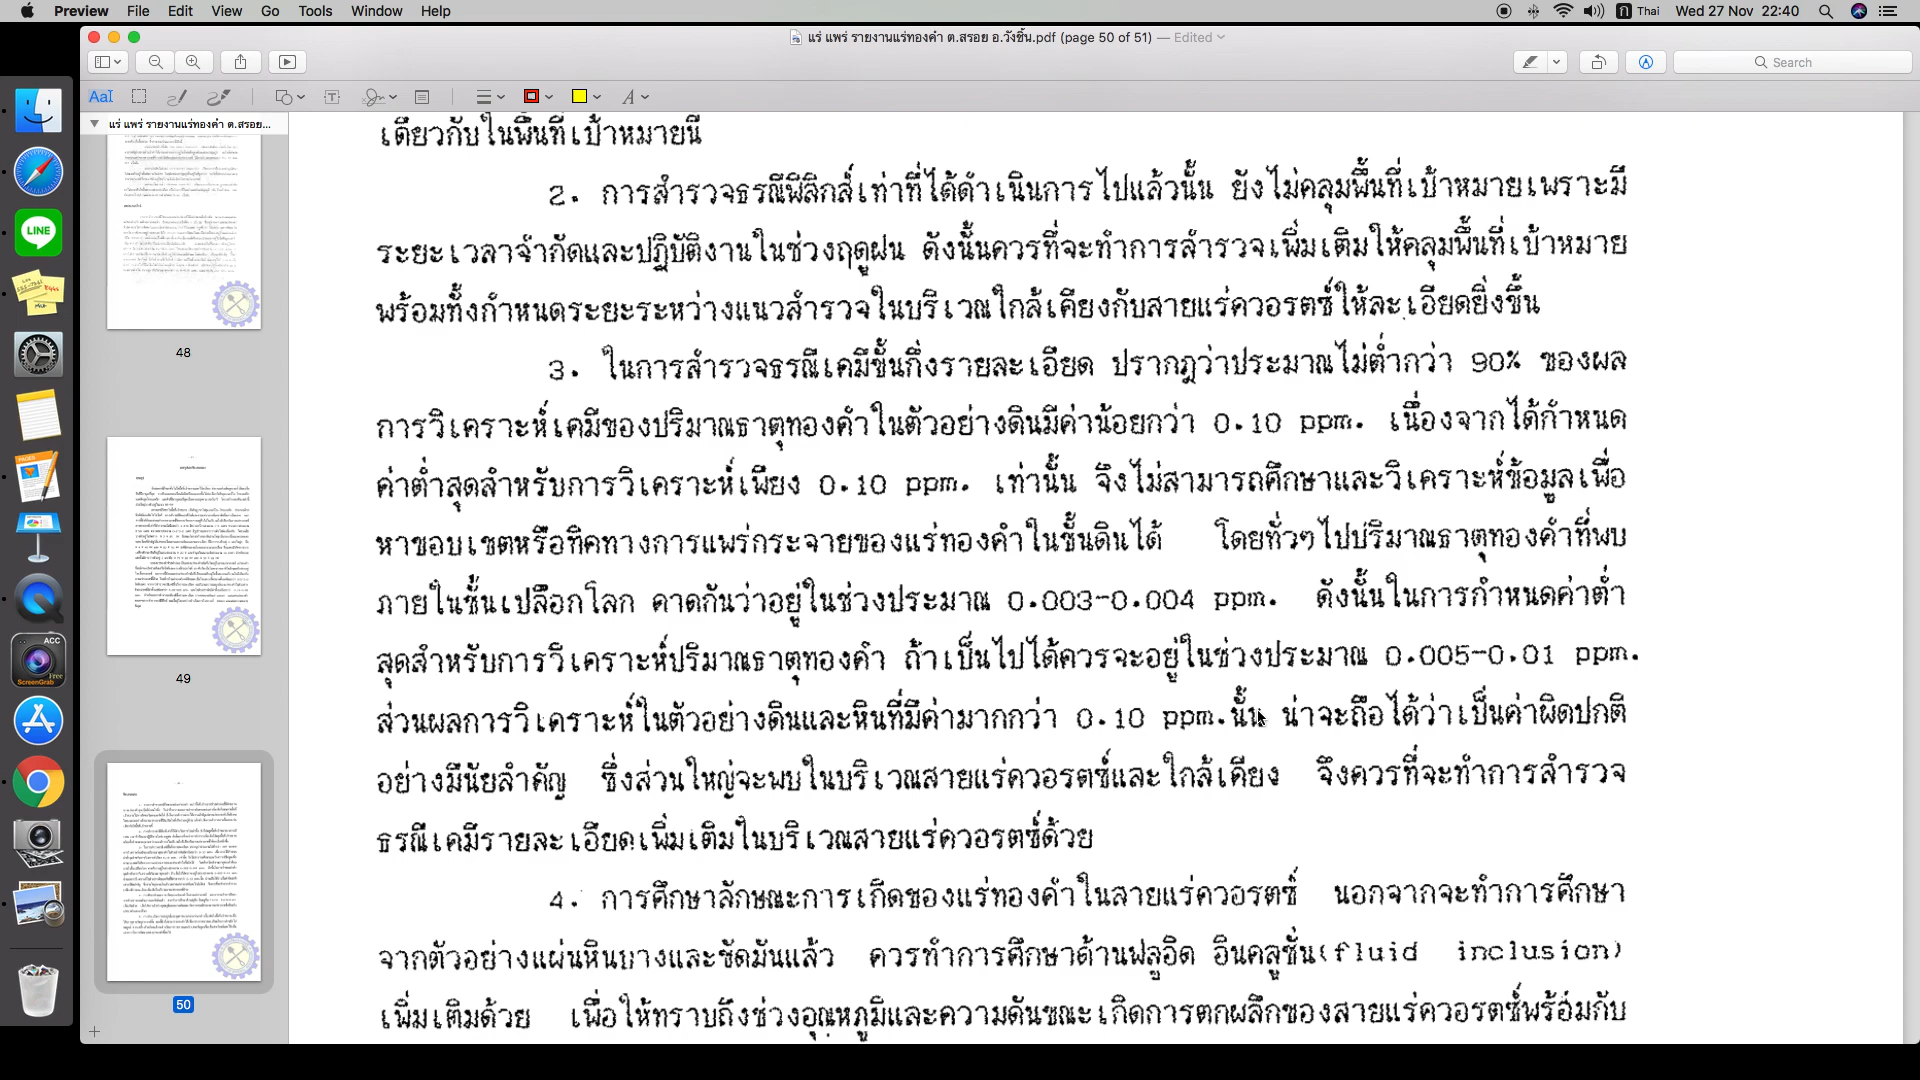 Preview File Edit View Go Tools Window Help
ก Thai Wed 27 Nov 22:40
แร่ แพร่ รายงานแร่ทองคำ ต.สรอย อ.วังชิ้น.pdf (page 50 of 51) — Edited
Search
AaI
แร่ แพร่ รายงานแร่ทองคำ ต.สรอย...
LINE
PAGES
ACC
ScreenGrab
Free
48
49
50
เดียวกับในพื้นที่เป้าหมายนี้
2. การสำรวจธรณีฟิสิกส์เท่าที่ได้ดำเนินการไปแล้วนั้น ยังไม่คลุมพื้นที่เป้าหมายเพราะมี
ระยะเวลาจำกัดและปฏิบัติงานในช่วงฤดูฝน ดังนั้นควรที่จะทำการสำรวจเพิ่มเติมให้คลุมพื้นที่เป้าหมาย
พร้อมทั้งกำหนดระยะระหว่างแนวสำรวจในบริเวณใกล้เคียงกับสายแร่ควอรตซ์ให้ละเอียดยิ่งขึ้น
3. ในการสำรวจธรณีเคมีขั้นกึ่งรายละเอียด ปรากฎว่าประมาณไม่ต่ำกว่า 90% ของผล
การวิเคราะห์เคมีของปริมาณธาตุทองคำในตัวอย่างดินมีค่าน้อยกว่า 0.10 ppm. เนื่องจากได้กำหนด
ค่าต่ำสุดสำหรับการวิเคราะห์เพียง 0.10 ppm. เท่านั้น จึงไม่สามารถศึกษาและวิเคราะห์ข้อมูลเพื่อ
หาขอบเขตหรือทิศทางการแพร่กระจายของแร่ทองคำในชั้นดินได้ โดยทั่วๆไปปริมาณธาตุทองคำที่พบ
ภายในชั้นเปลือกโลก คาดกันว่าอยู่ในช่วงประมาณ 0.003-0.004 ppm. ดังนั้นในการกำหนดค่าต่ำ
สุดสำหรับการวิเคราะห์ปริมาณธาตุทองคำ ถ้าเป็นไปได้ควรจะอยู่ในช่วงประมาณ 0.005-0.01 ppm.
ส่วนผลการวิเคราะห์ในตัวอย่างดินและหินที่มีค่ามากกว่า 0.10 ppm.นั้น น่าจะถือได้ว่าเป็นค่าผิดปกติ
อย่างมีนัยสำคัญ ซึ่งส่วนใหญ่จะพบในบริเวณสายแร่ควอรตซ์และใกล้เคียง จึงควรที่จะทำการสำรวจ
ธรณีเคมีรายละเอียดเพิ่มเติมในบริเวณสายแร่ควอรตซ์ด้วย
4. การศึกษาลักษณะการเกิดของแร่ทองคำในสายแร่ควอรตซ์ นอกจากจะทำการศึกษา
จากตัวอย่างแผ่นหินบางและขัดมันแล้ว ควรทำการศึกษาด้านฟลูอิด อินคลูชั่น(fluid inclusion)
เพิ่มเติมด้วย เพื่อให้ทราบถึงช่วงอุณหภูมิและความดันขณะเกิดการตกผลึกของสายแร่ควอรตซ์พร้อมกับ